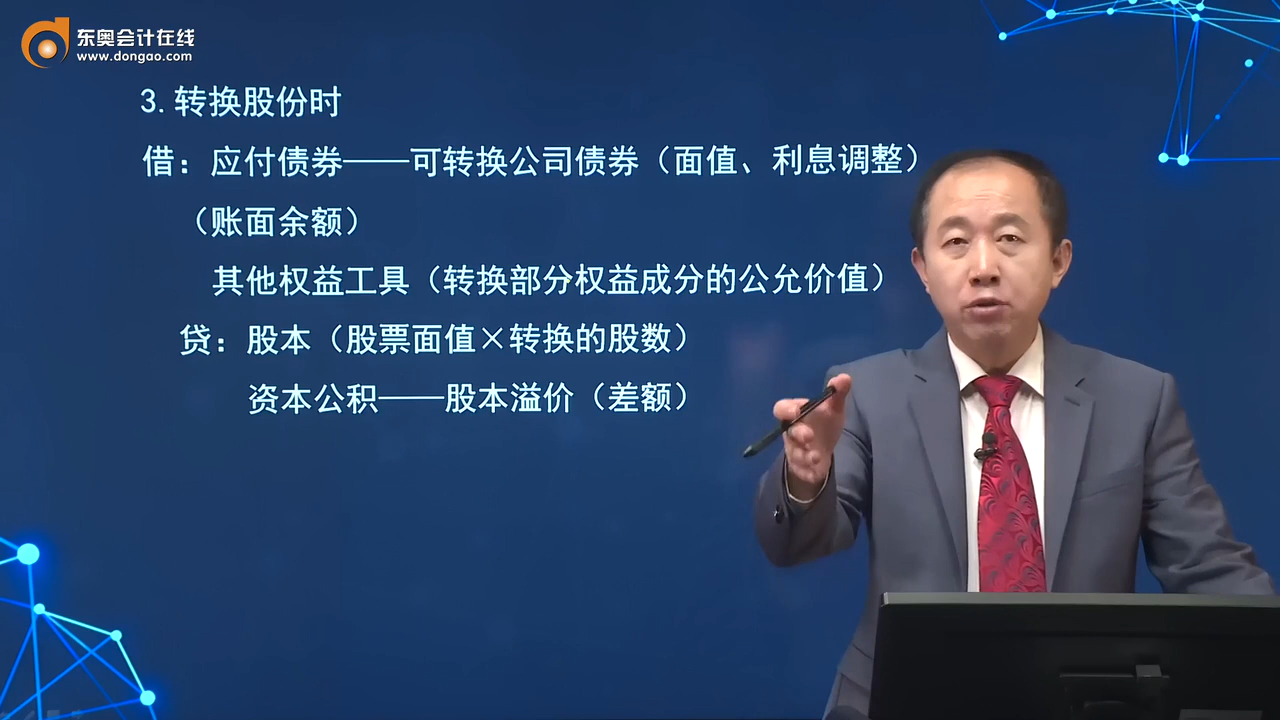 东奥会计在线
www.dongao.com
3.转换股份时
借：应付债券——可转换公司债券（面值、利息调整）
（账面余额）
其他权益工具（转换部分权益成分的公允价值）
贷：股本（股票面值×转换的股数）
资本公积——股本溢价（差额）